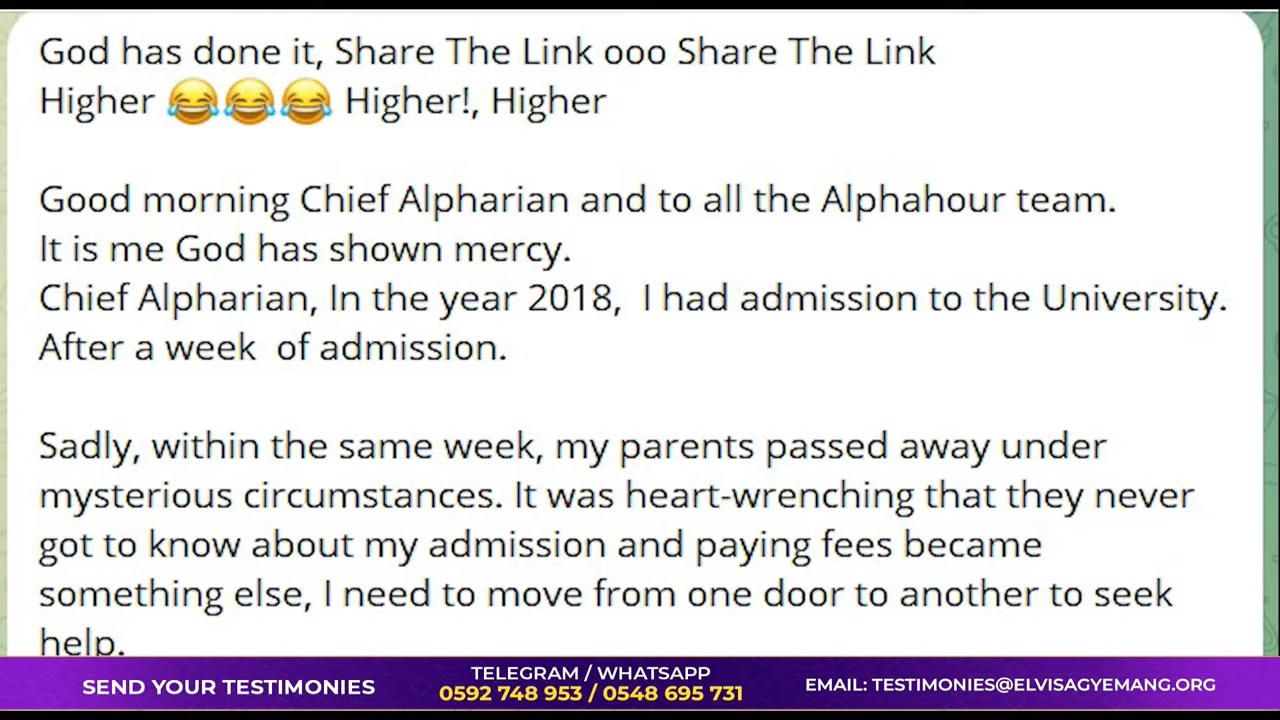 God has done it, Share The Link ooo Share The Link
Higher 😂😂😂 Higher!, Higher
Good morning Chief Alpharian and to all the Alphahour team.
It is me God has shown mercy.
Chief Alpharian, In the year 2018,  I had admission to the University.
After a week  of admission.
Sadly, within the same week, my parents passed away under
mysterious circumstances. It was heart-wrenching that they never
got to know about my admission and paying fees became
something else, I need to move from one door to another to seek
help.
SEND YOUR TESTIMONIES
TELEGRAM / WHATSAPP
0592 748 953 / 0548 695 731
EMAIL: TESTIMONIES@ELVISAGYEMANG.ORG